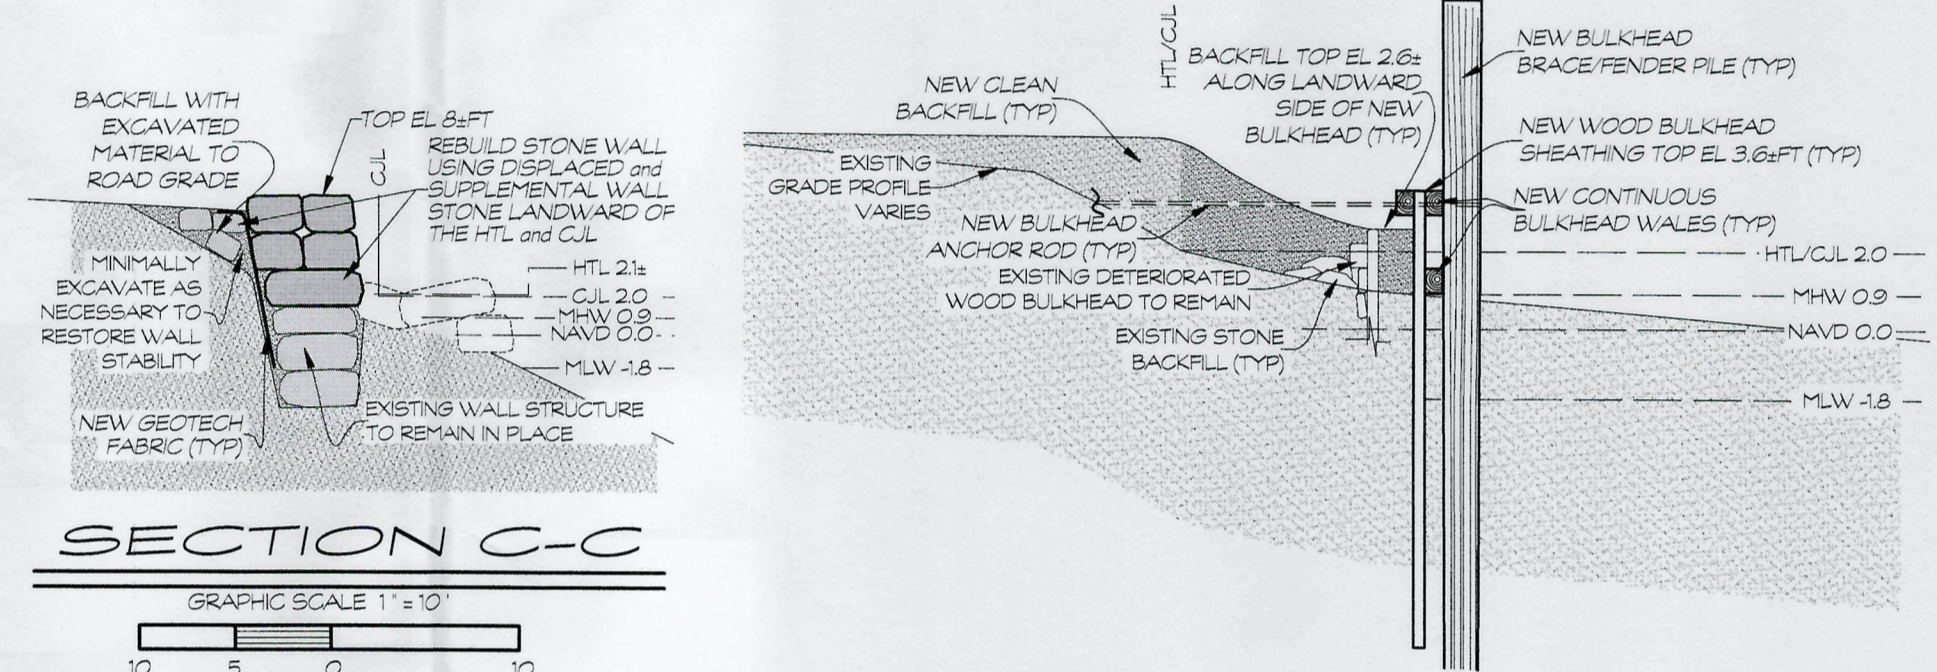 BACKFILL WITH
EXCAVATED
MATERIAL TO
ROAD GRADE
TOP EL 8±FT
CJL
REBUILD STONE WALL
USING DISPLACED and
SUPPLEMENTAL WALL
STONE LANDWARD OF
THE HTL and CJL
MINIMALLY
EXCAVATE AS
NECESSARY TO
RESTORE WALL
STABILITY
HTL 2.1±
CJL 2.0
MHW 0.9
NAVD 0.0
MLW -1.8
NEW GEOTECH
FABRIC (TYP)
EXISTING WALL STRUCTURE
TO REMAIN IN PLACE
SECTION C-C
GRAPHIC SCALE 1" = 10'
10 5 0 10
HTL/CJL
NEW CLEAN
BACKFILL (TYP)
BACKFILL TOP EL 2.6±
ALONG LANDWARD
SIDE OF NEW
BULKHEAD (TYP)
NEW BULKHEAD
BRACE/FENDER PILE (TYP)
NEW WOOD BULKHEAD
SHEATHING TOP EL 3.6±FT (TYP)
NEW CONTINUOUS
BULKHEAD WALES (TYP)
EXISTING
GRADE PROFILE
VARIES
NEW BULKHEAD
ANCHOR ROD (TYP)
EXISTING DETERIORATED
WOOD BULKHEAD TO REMAIN
EXISTING STONE
BACKFILL (TYP)
HTL/CJL 2.0
MHW 0.9
NAVD 0.0
MLW -1.8